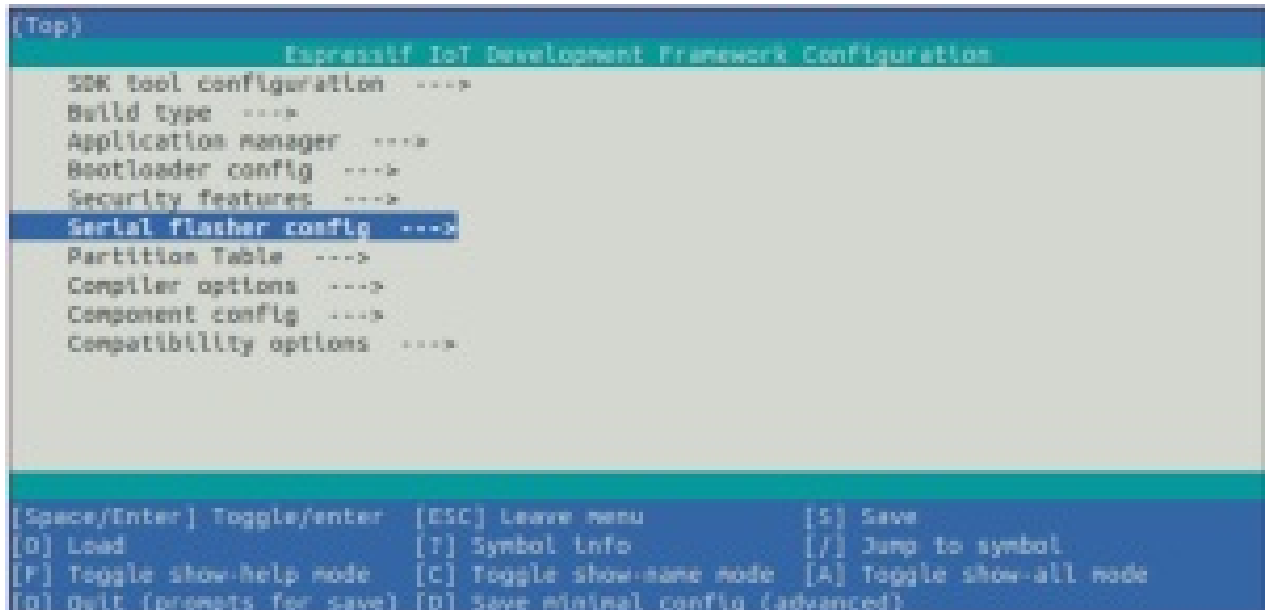 (Top)
Espressif IoT Development Framework Configuration
SDK tool configuration --->
Build type --->
Application manager --->
Bootloader config --->
Security features --->
Serial flasher config --->
Partition Table --->
Compiler options --->
Component config --->
Compatibility options --->
[Space/Enter] Toggle/enter [ESC] Leave menu [S] Save
[O] Load [?] Symbol info [/] Jump to symbol
[F] Toggle show-help mode [C] Toggle show-name mode [A] Toggle show-all mode
[Q] Quit (prompts for save) [D] Save minimal config (advanced)